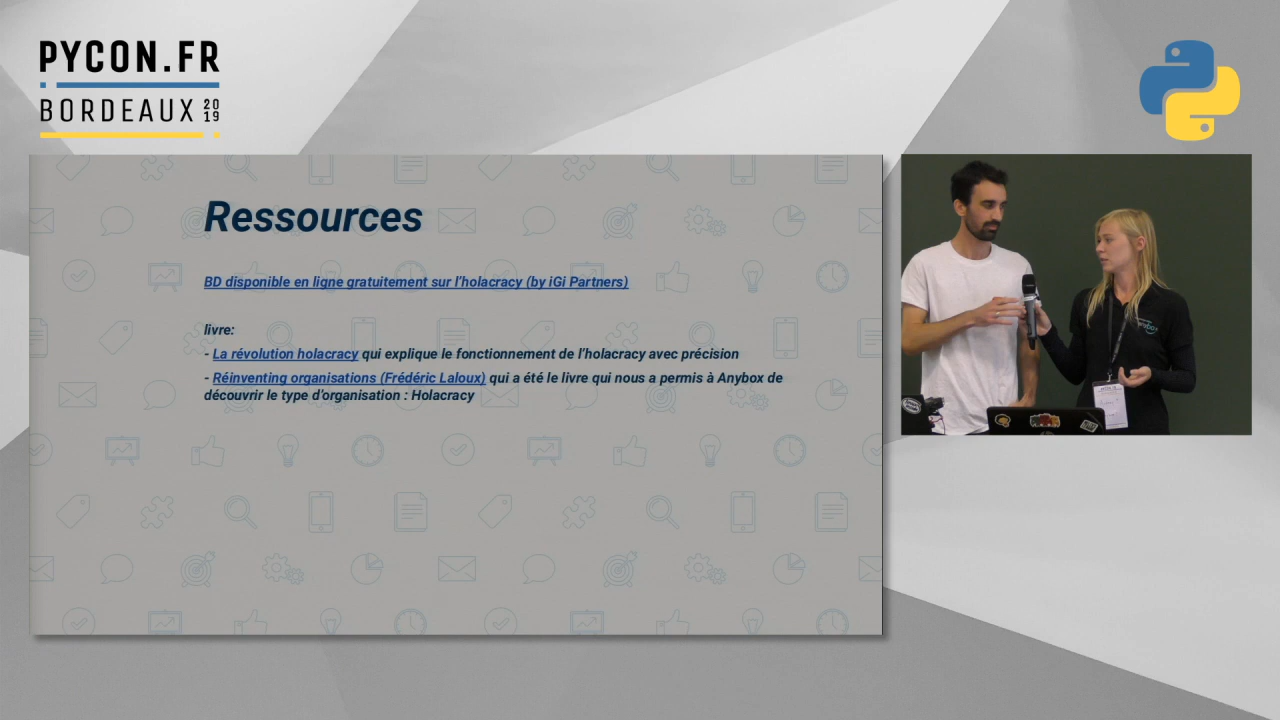 PYCON.FR
BORDEAUX 2019
Ressources
BD disponible en ligne gratuitement sur l'holacracy (by iGi Partners)
livre:
- La révolution holacracy qui explique le fonctionnement de l'holacracy avec précision
- Réinventing organisations (Frédéric Laloux) qui a été le livre qui nous a permis à Anybox de
découvrir le type d'organisation : Holacracy